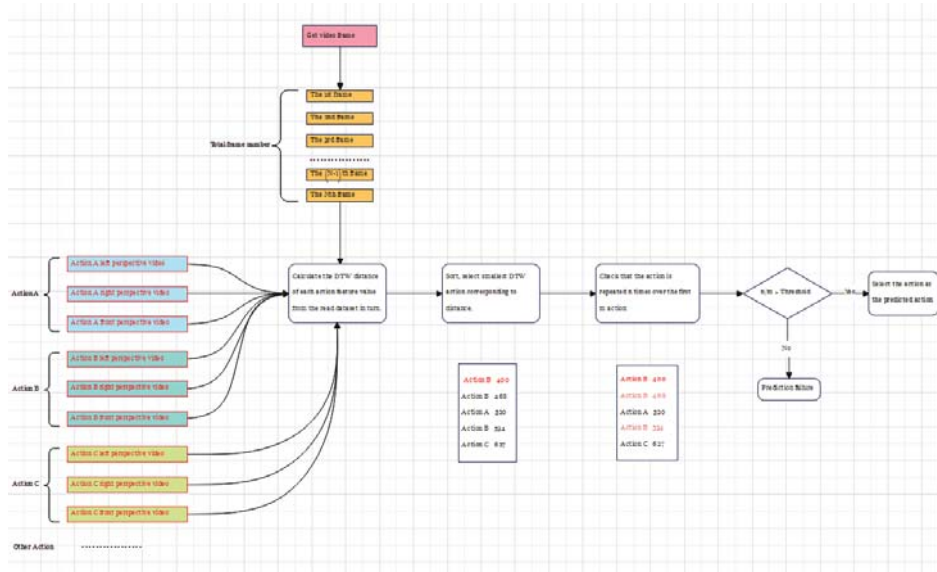 Get video frame
The 1st frame
The 2nd frame
The 3rd frame
The (N-1) th frame
The Nth frame
Total frame number
Action A
Action A left perspective video
Action A right perspective video
Action A front perspective video
Action B
Action B left perspective video
Action B right perspective video
Action B front perspective video
Action C
Action C left perspective video
Action C right perspective video
Action C front perspective video
Other Action
Calculate the DTW distance
of each action feature value
from the read dataset in turn.
Sort, select smallest DTW
action corresponding to
distance.
Action B 400
Action B 468
Action A 520
Action B 524
Action C 627
Check that the action is
repeated n times over the first
m action
Action B 400
Action B 468
Action A 520
Action B 524
Action C 627
Threshold
Yes
Select the action as
the predicted action
No
Prediction failure